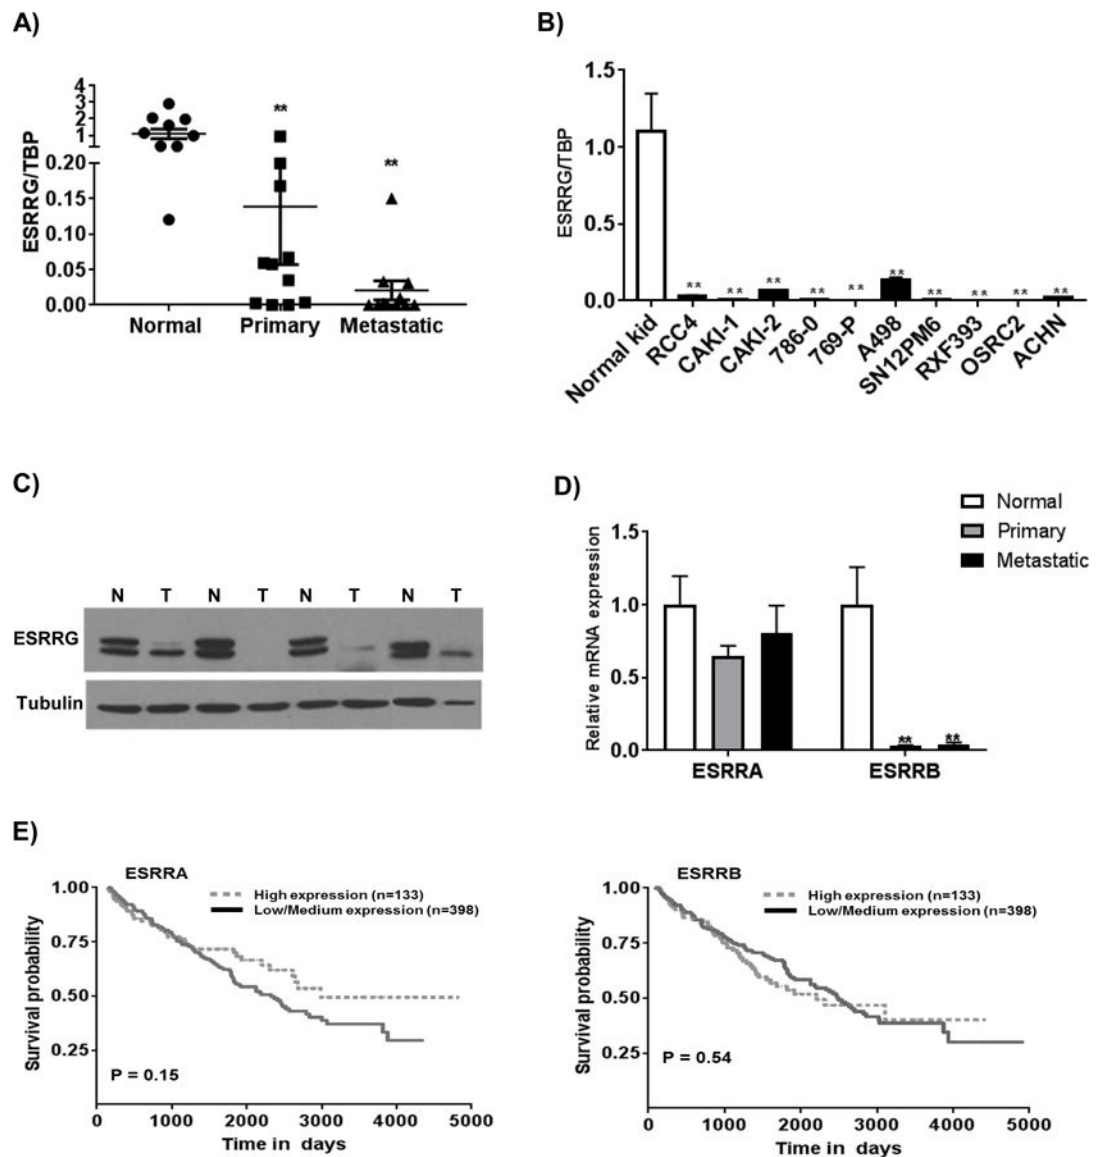 A)
ESRRG/TBP
4
3
2
1
0.20
0.15
0.10
0.05
0.00
**
**
Normal Primary Metastatic
B)
ESRRG/TBP
1.5
1.0
0.5
0.0
** ** ** ** ** ** ** ** ** **
Normal kid
RCC4
CAKI-1
CAKI-2
786-0
769-P
A498
SN12PM6
RXF393
OSRC2
ACHN
C)
N T N T N T N T
ESRRG
Tubulin
D)
Normal
Primary
Metastatic
Relative mRNA expression
1.5
1.0
0.5
0.0
** **
ESRRA ESRRB
E)
ESRRA
High expression (n=133)
Low/Medium expression (n=398)
Survival probability
1.00
0.75
0.50
0.25
P = 0.15
0 1000 2000 3000 4000 5000
Time in days
ESRRB
High expression (n=133)
Low/Medium expression (n=398)
Survival probability
1.00
0.75
0.50
0.25
P = 0.54
0 1000 2000 3000 4000 5000
Time in days